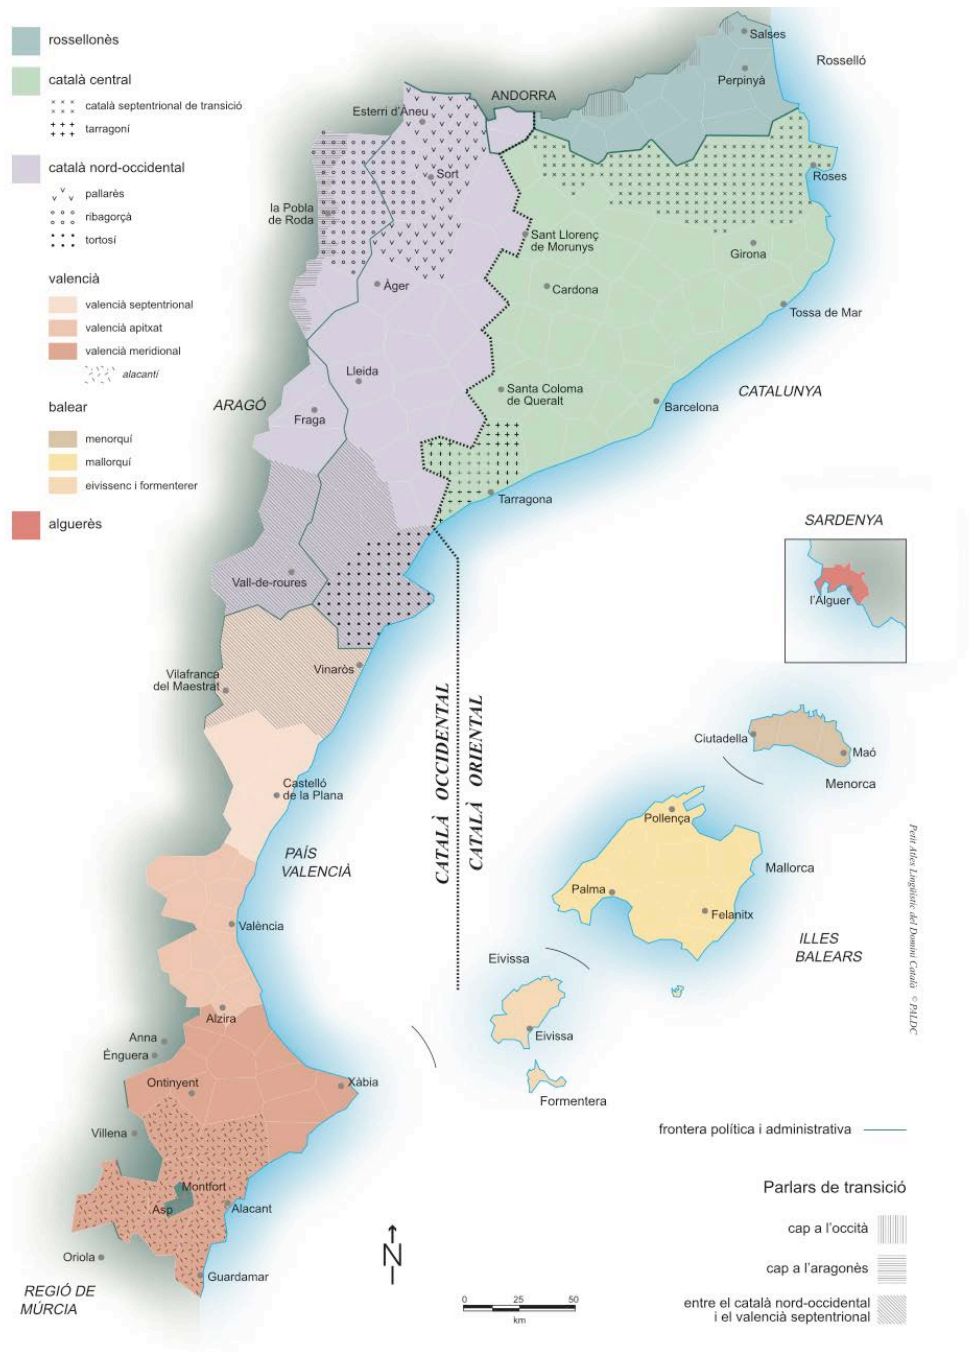 rossellonès
català central
català septentrional de transició
tarragoní
català nord-occidental
pallarès
ribagorçà
tortosí
valencià
valencià septentrional
valencià apitxat
valencià meridional
alacantí
balear
menorquí
mallorquí
eivissenc i formenterer
alguerès
Salses
Rosselló
Perpinyà
ANDORRA
Esterri d'Àneu
Sort
Roses
la Pobla
de Roda
Sant Llorenç
de Morunys
Girona
Àger
Cardona
Tossa de Mar
Lleida
Santa Coloma
de Queralt
CATALUNYA
ARAGÓ
Barcelona
Fraga
Tarragona
SARDENYA
Vall-de-roures
l'Alguer
Vinaròs
Vilafranca
del Maestrat
CATALÀ OCCIDENTAL
CATALÀ ORIENTAL
Ciutadella
Maó
Menorca
Castelló
de la Plana
Pollença
PAÍS
VALENCIÀ
Mallorca
Palma
Felanitx
València
ILLES
BALEARS
Petit Atles Lingüístic del Domini Català © PALDC
Eivissa
Alzira
Eivissa
Anna
Énguera
Ontinyent
Xàbia
Formentera
Villena
frontera política i administrativa
Montfort
Asp
Alacant
Parlars de transició
cap a l'occità
Oriola
cap a l'aragonès
Guardamar
REGIÓ DE
MÚRCIA
N
0 25 50
km
entre el català nord-occidental
i el valencià septentrional